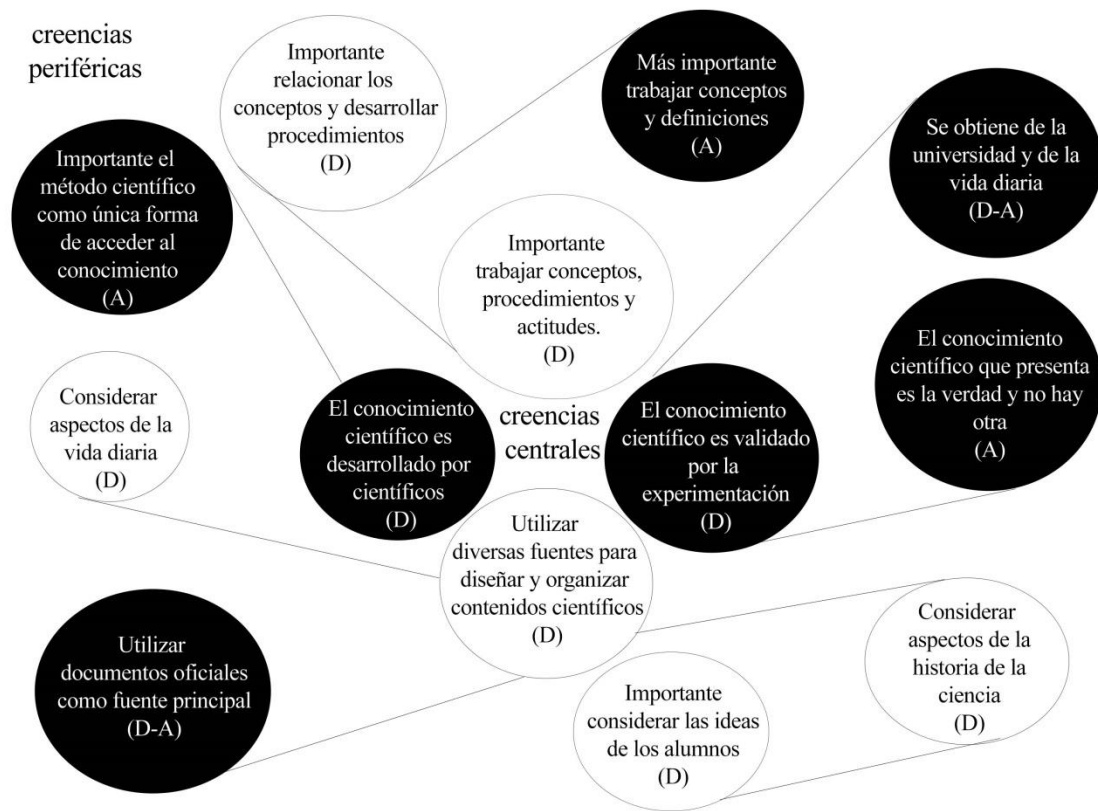 creencias
periféricas
Importante
relacionar los
conceptos y desarrollar
procedimientos
(D)
Más importante
trabajar conceptos
y definiciones
(A)
Se obtiene de la
universidad y de la
vida diaria
(D-A)
Importante el
método científico
como única forma
de acceder al
conocimiento
(A)
Importante
trabajar conceptos,
procedimientos y
actitudes.
(D)
El conocimiento
científico que presenta
es la verdad y no hay
otra
(A)
Considerar
aspectos de la
vida diaria
(D)
El conocimiento
científico es
desarrollado por
científicos
(D)
creencias
centrales
El conocimiento
científico es validado
por la
experimentación
(D)
Utilizar
diversas fuentes para
diseñar y organizar
contenidos científicos
(D)
Utilizar
documentos oficiales
como fuente principal
(D-A)
Importante
considerar las ideas
de los alumnos
(D)
Considerar
aspectos de la
historia de la
ciencia
(D)